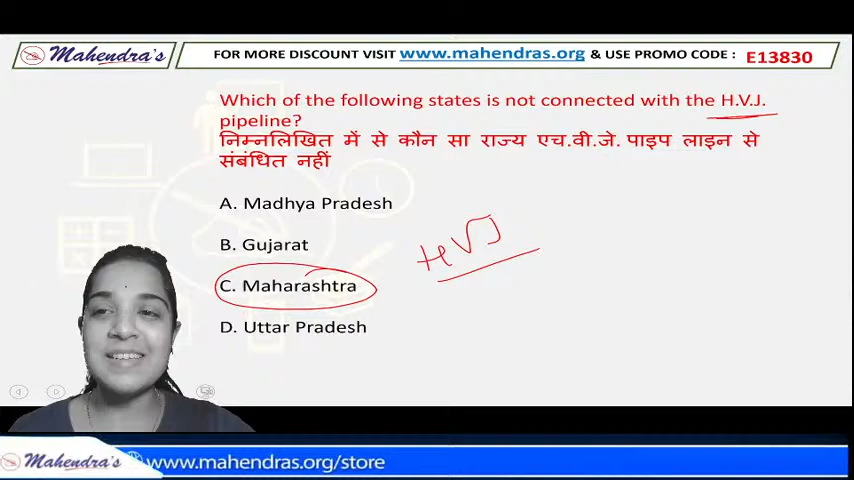 Mahendra's
FOR MORE DISCOUNT VISIT www.mahendras.org & USE PROMO CODE : E13830
Which of the following states is not connected with the H.V.J.
pipeline?
निम्नलिखित में से कौन सा राज्य एच.वी.जे. पाइप लाइन से
संबंधित नहीं
A. Madhya Pradesh
B. Gujarat
HVJ
C. Maharashtra
D. Uttar Pradesh
Mahendra's www.mahendras.org/store